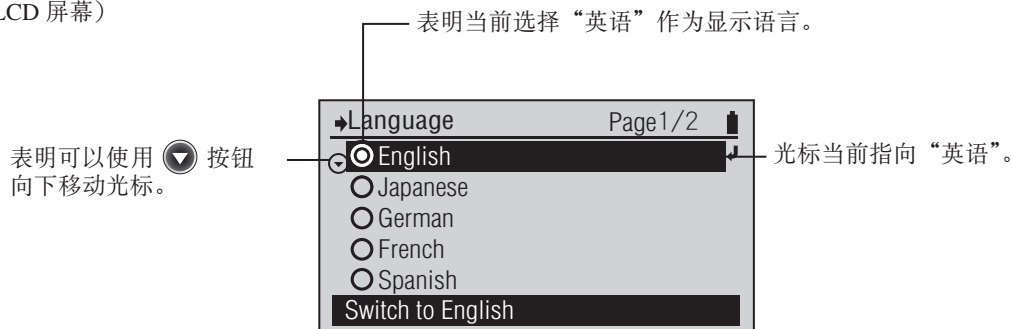 LCD 屏幕）
表明当前选择“英语”作为显示语言。
Language Page1/2
表明可以使用 按钮
向下移动光标。
English
光标当前指向“英语”。
Japanese
German
French
Spanish
Switch to English